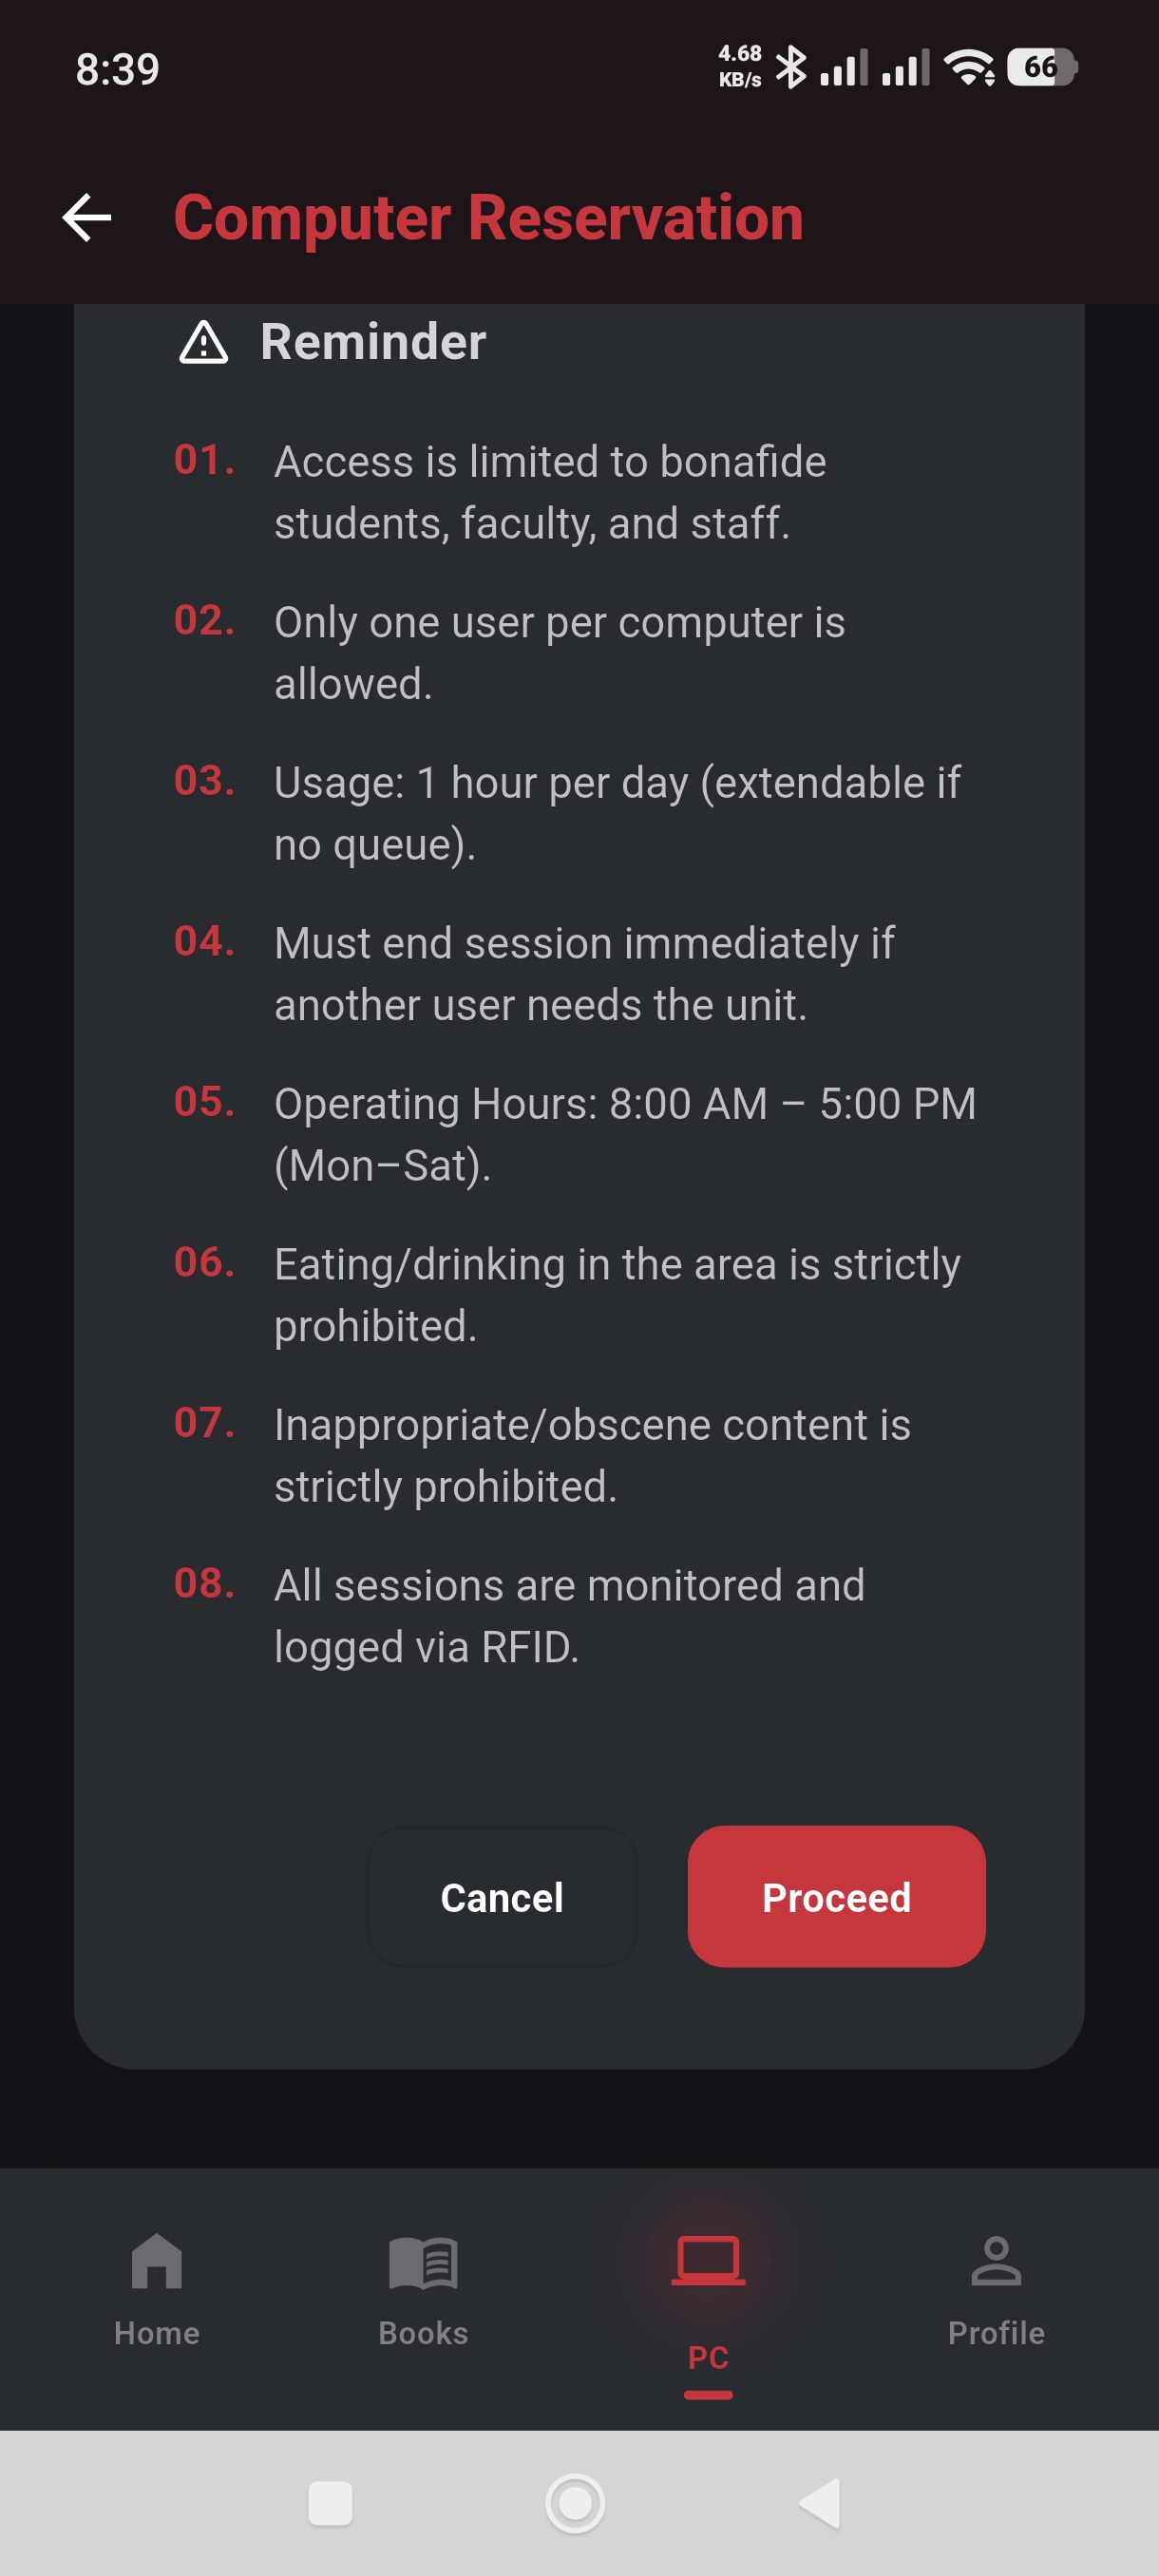 8:39
4.68
KB/s
66
Computer Reservation
Reminder
01. Access is limited to bonafide
students, faculty, and staff.
02. Only one user per computer is
allowed.
03. Usage: 1 hour per day (extendable if
no queue).
04. Must end session immediately if
another user needs the unit.
05. Operating Hours: 8:00 AM – 5:00 PM
(Mon–Sat).
06. Eating/drinking in the area is strictly
prohibited.
07. Inappropriate/obscene content is
strictly prohibited.
08. All sessions are monitored and
logged via RFID.
Cancel Proceed
Home Books PC Profile